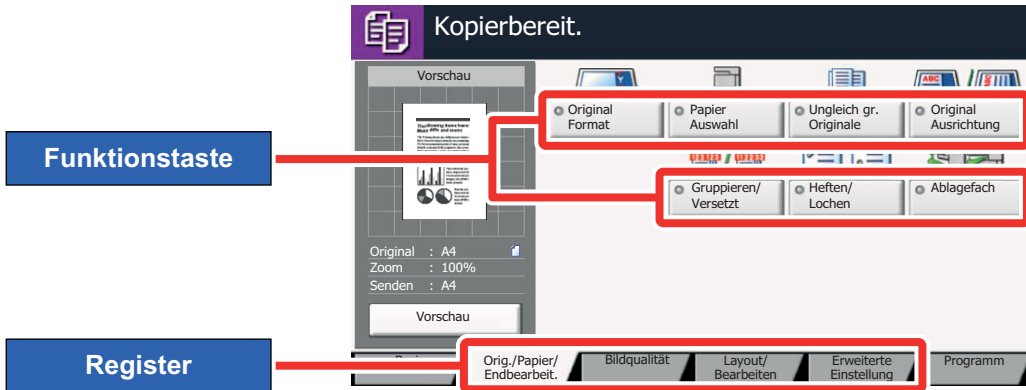 Kopierbereit.
Vorschau
Original Format
Papier Auswahl
Ungleich gr. Originale
Original Ausrichtung
Funktionstaste
Gruppieren/ Versetzt
Heften/ Lochen
Ablagefach
Original : A4
Zoom : 100%
Senden : A4
Vorschau
Register
Orig./Papier/ Endbearbeit.
Bildqualität
Layout/ Bearbeiten
Erweiterte Einstellung
Programm